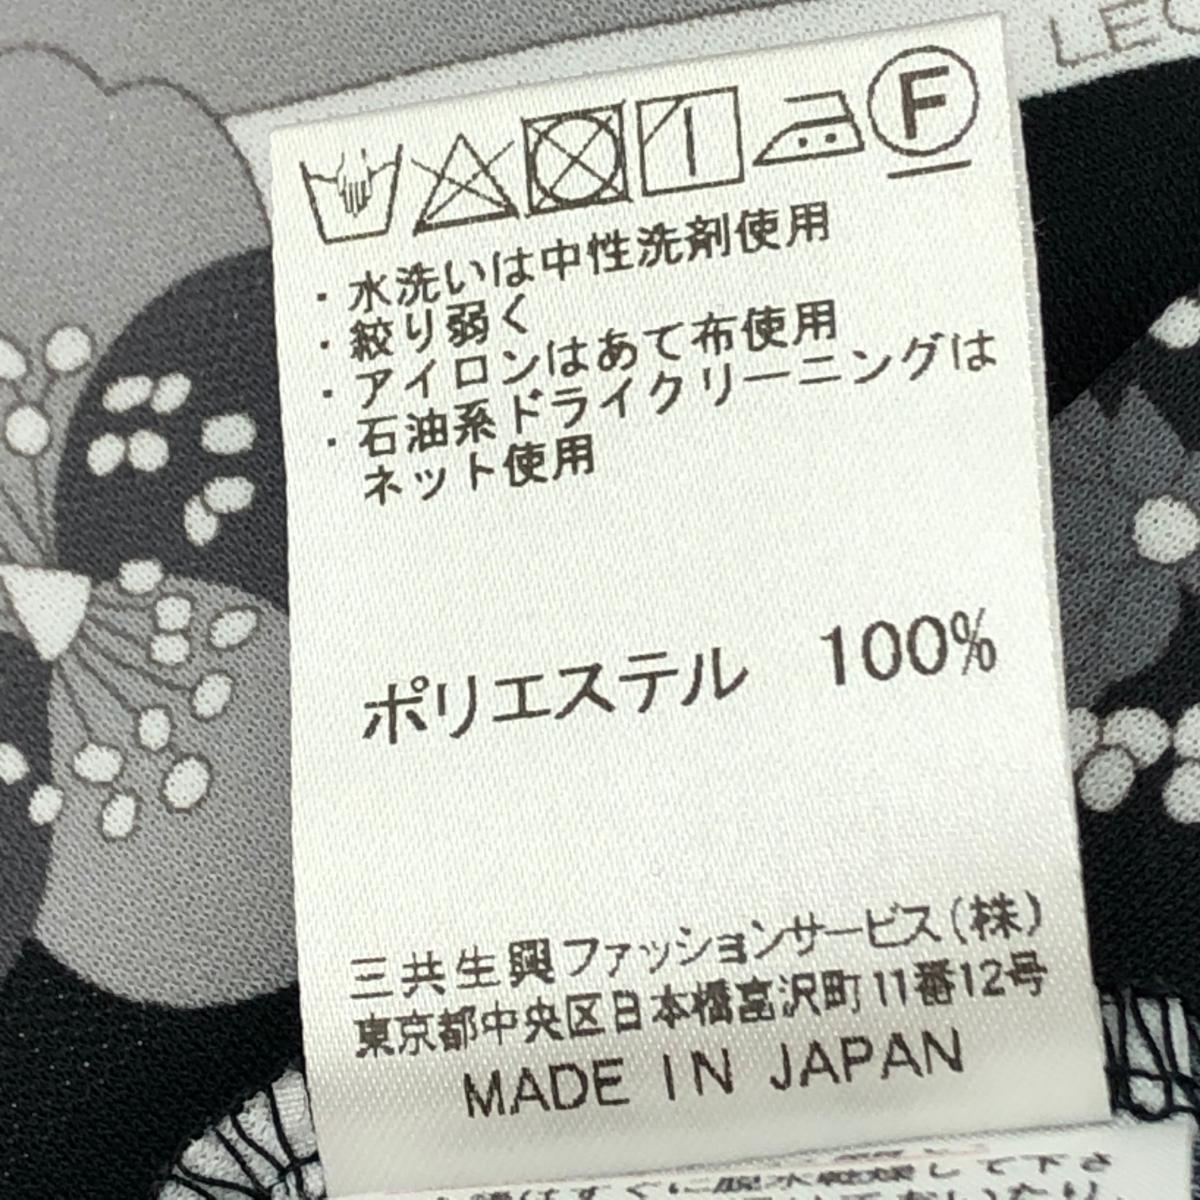 LEO
F
・水洗いは中性洗剤使用
・絞り弱く
・アイロンはあて布使用
・石油系ドライクリーニングは
ネット使用
ポリエステル 100%
三共生興ファッションサービス(株)
東京都中央区日本橋富沢町11番12号
MADE IN JAPAN